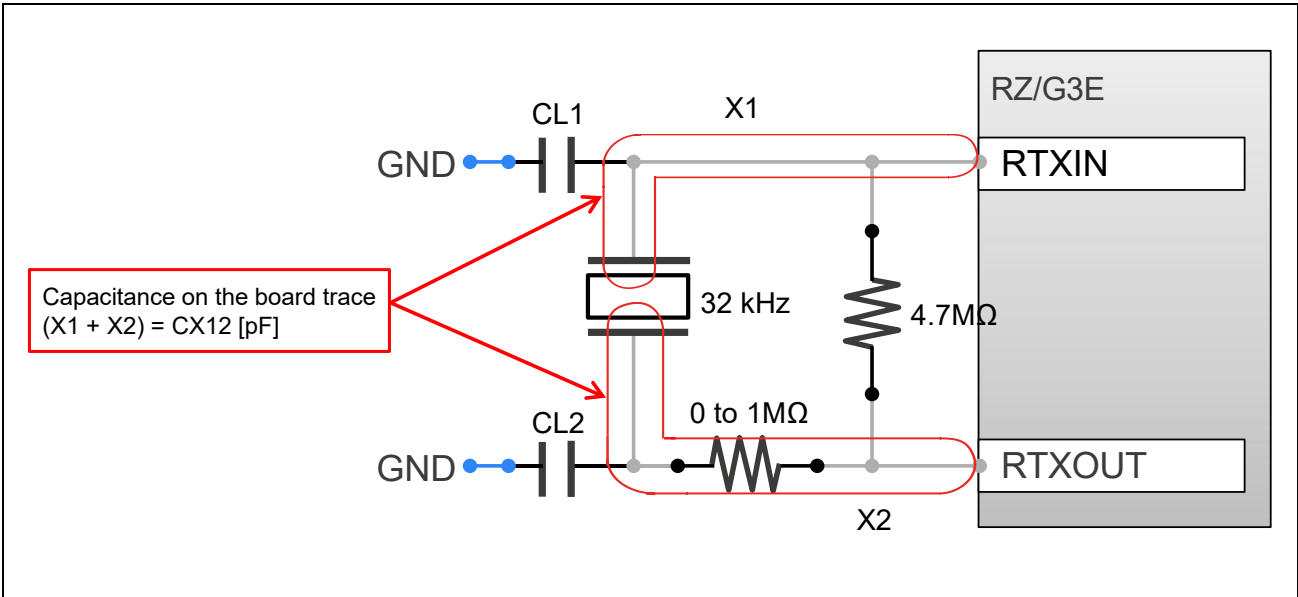 RZ/G3E
X1
CL1
GND
RTXIN
Capacitance on the board trace
(X1 + X2) = CX12 [pF]
32 kHz
4.7MΩ
0 to 1MΩ
CL2
GND
RTXOUT
X2